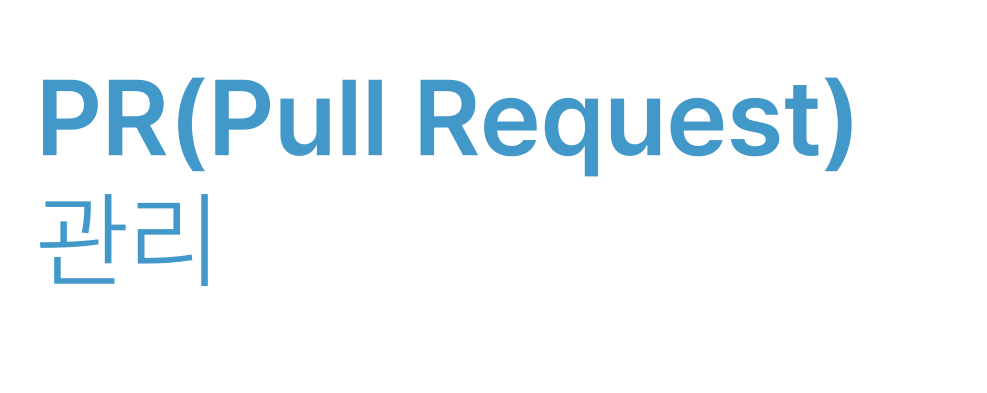 PR(Pull Request)
관리